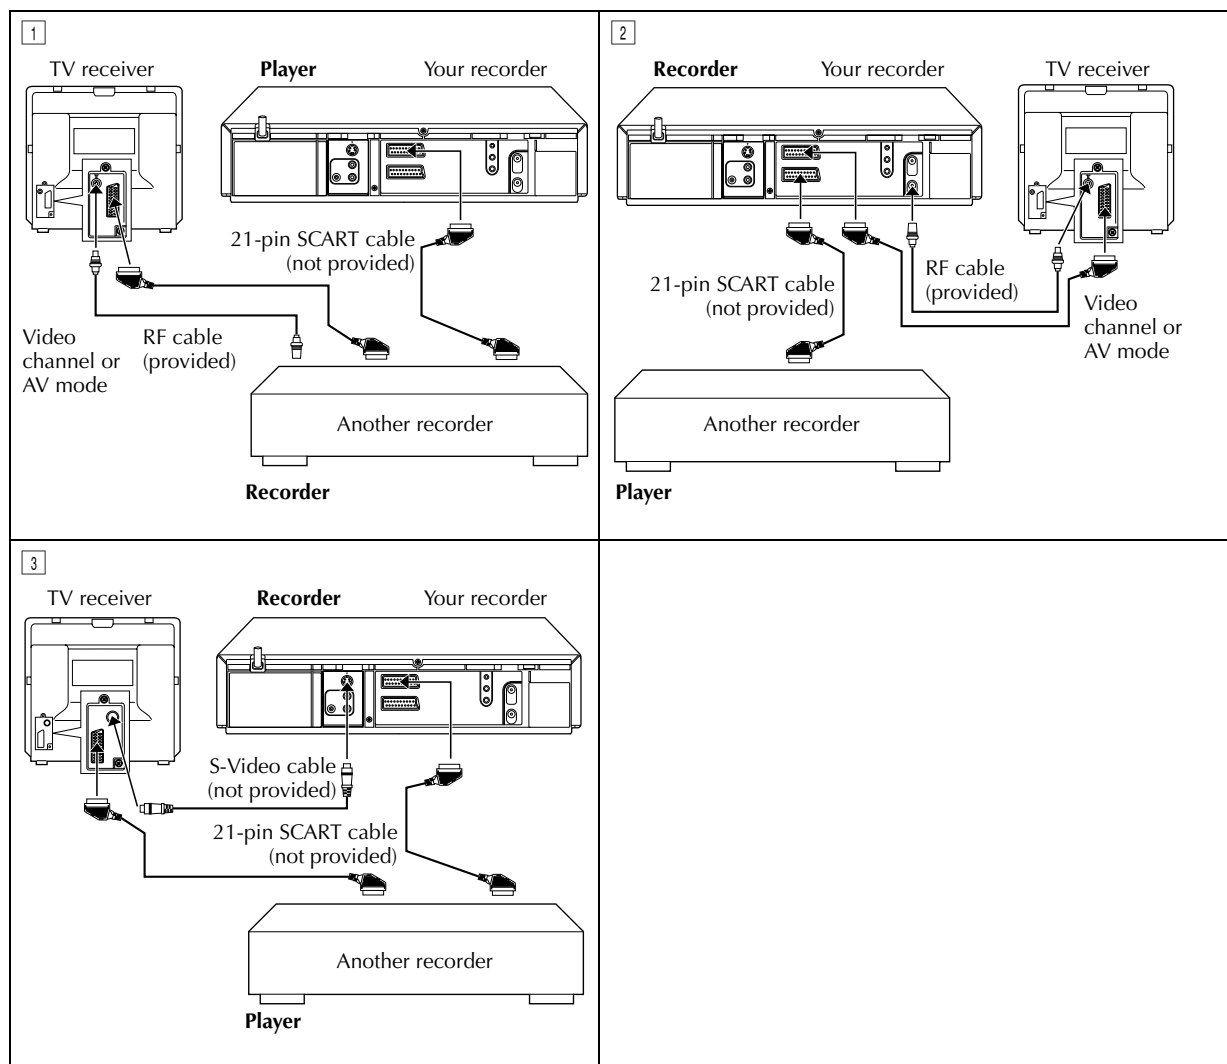 1
TV receiver
Player
Your recorder
21-pin SCART cable
(not provided)
Video
channel or
AV mode
RF cable
(provided)
Another recorder
Recorder
2
Recorder
Your recorder
TV receiver
21-pin SCART cable
(not provided)
RF cable
(provided)
Video
channel or
AV mode
Another recorder
Player
3
TV receiver
Recorder
Your recorder
S-Video cable
(not provided)
21-pin SCART cable
(not provided)
Another recorder
Player